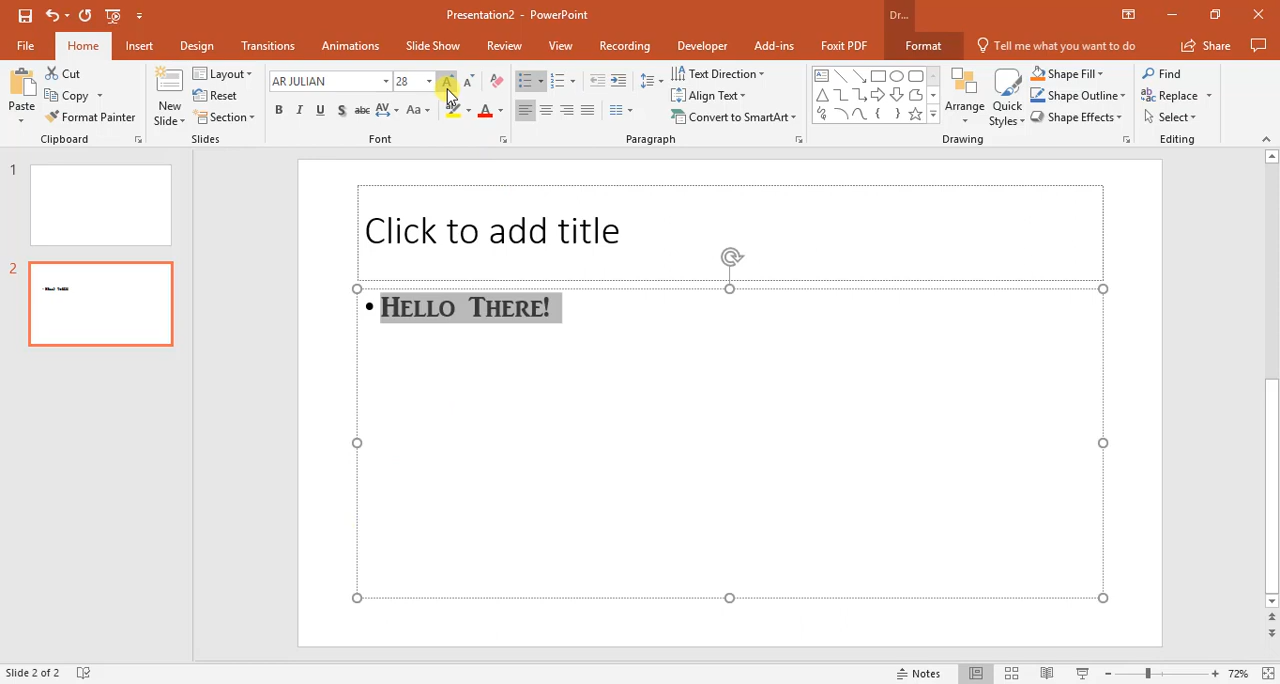 Presentation2 - PowerPoint
Dr...
File Home Insert Design Transitions Animations Slide Show Review View Recording Developer Add-ins Foxit PDF Format Tell me what you want to do Share
Paste
Cut
Copy
Format Painter
Clipboard
New Slide
Layout
Reset
Section
Slides
AR JULIAN 28
B I U S abc AV Aa A
Font
Text Direction
Align Text
Convert to SmartArt
Paragraph
Arrange
Quick Styles
Shape Fill
Shape Outline
Shape Effects
Drawing
Find
Replace
Select
Editing
1
2
Click to add title
• Hello There!
Slide 2 of 2
Notes
72%